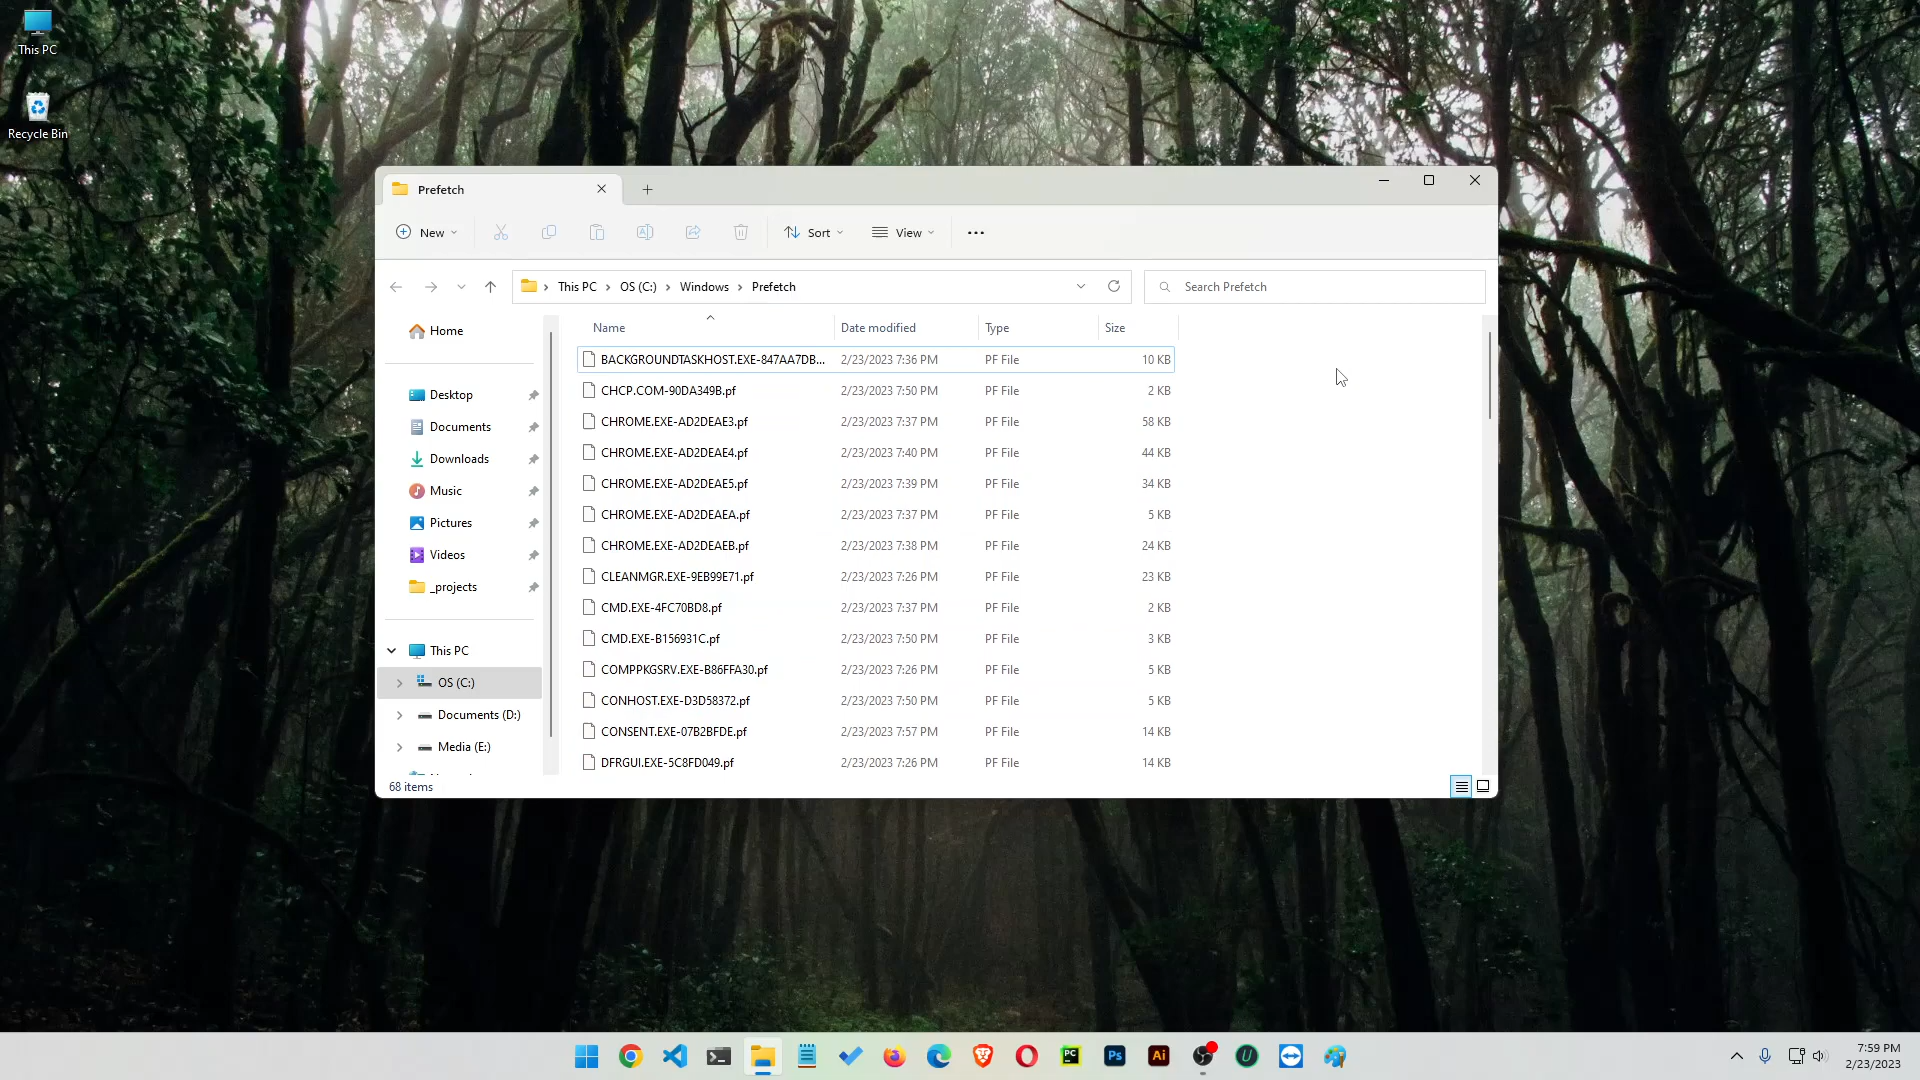 This PC
Recycle Bin
Prefetch
New
Sort
View
This PC
OS (C:)
Windows
Prefetch
Search Prefetch
Home
Desktop
Documents
Downloads
Music
Pictures
Videos
_projects
This PC
OS (C:)
Documents (D:)
Media (E:)
Name Date modified Type Size
BACKGROUNDTASKHOST.EXE-847AA7DB... 2/23/2023 7:36 PM PF File 10 KB
CHCP.COM-90DA349B.pf 2/23/2023 7:50 PM PF File 2 KB
CHROME.EXE-AD2DEAE3.pf 2/23/2023 7:37 PM PF File 58 KB
CHROME.EXE-AD2DEAE4.pf 2/23/2023 7:40 PM PF File 44 KB
CHROME.EXE-AD2DEAE5.pf 2/23/2023 7:39 PM PF File 34 KB
CHROME.EXE-AD2DEAEA.pf 2/23/2023 7:37 PM PF File 5 KB
CHROME.EXE-AD2DEAEB.pf 2/23/2023 7:38 PM PF File 24 KB
CLEANMGR.EXE-9EB99E71.pf 2/23/2023 7:26 PM PF File 23 KB
CMD.EXE-4FC70BD8.pf 2/23/2023 7:37 PM PF File 2 KB
CMD.EXE-B156931C.pf 2/23/2023 7:50 PM PF File 3 KB
COMPPKGSRV.EXE-B86FFA30.pf 2/23/2023 7:26 PM PF File 5 KB
CONHOST.EXE-D3D58372.pf 2/23/2023 7:50 PM PF File 5 KB
CONSENT.EXE-07B2BFDE.pf 2/23/2023 7:57 PM PF File 14 KB
DFRGUI.EXE-5C8FD049.pf 2/23/2023 7:26 PM PF File 14 KB
68 items
PC
Ps
Ai
U
7:59 PM
2/23/2023